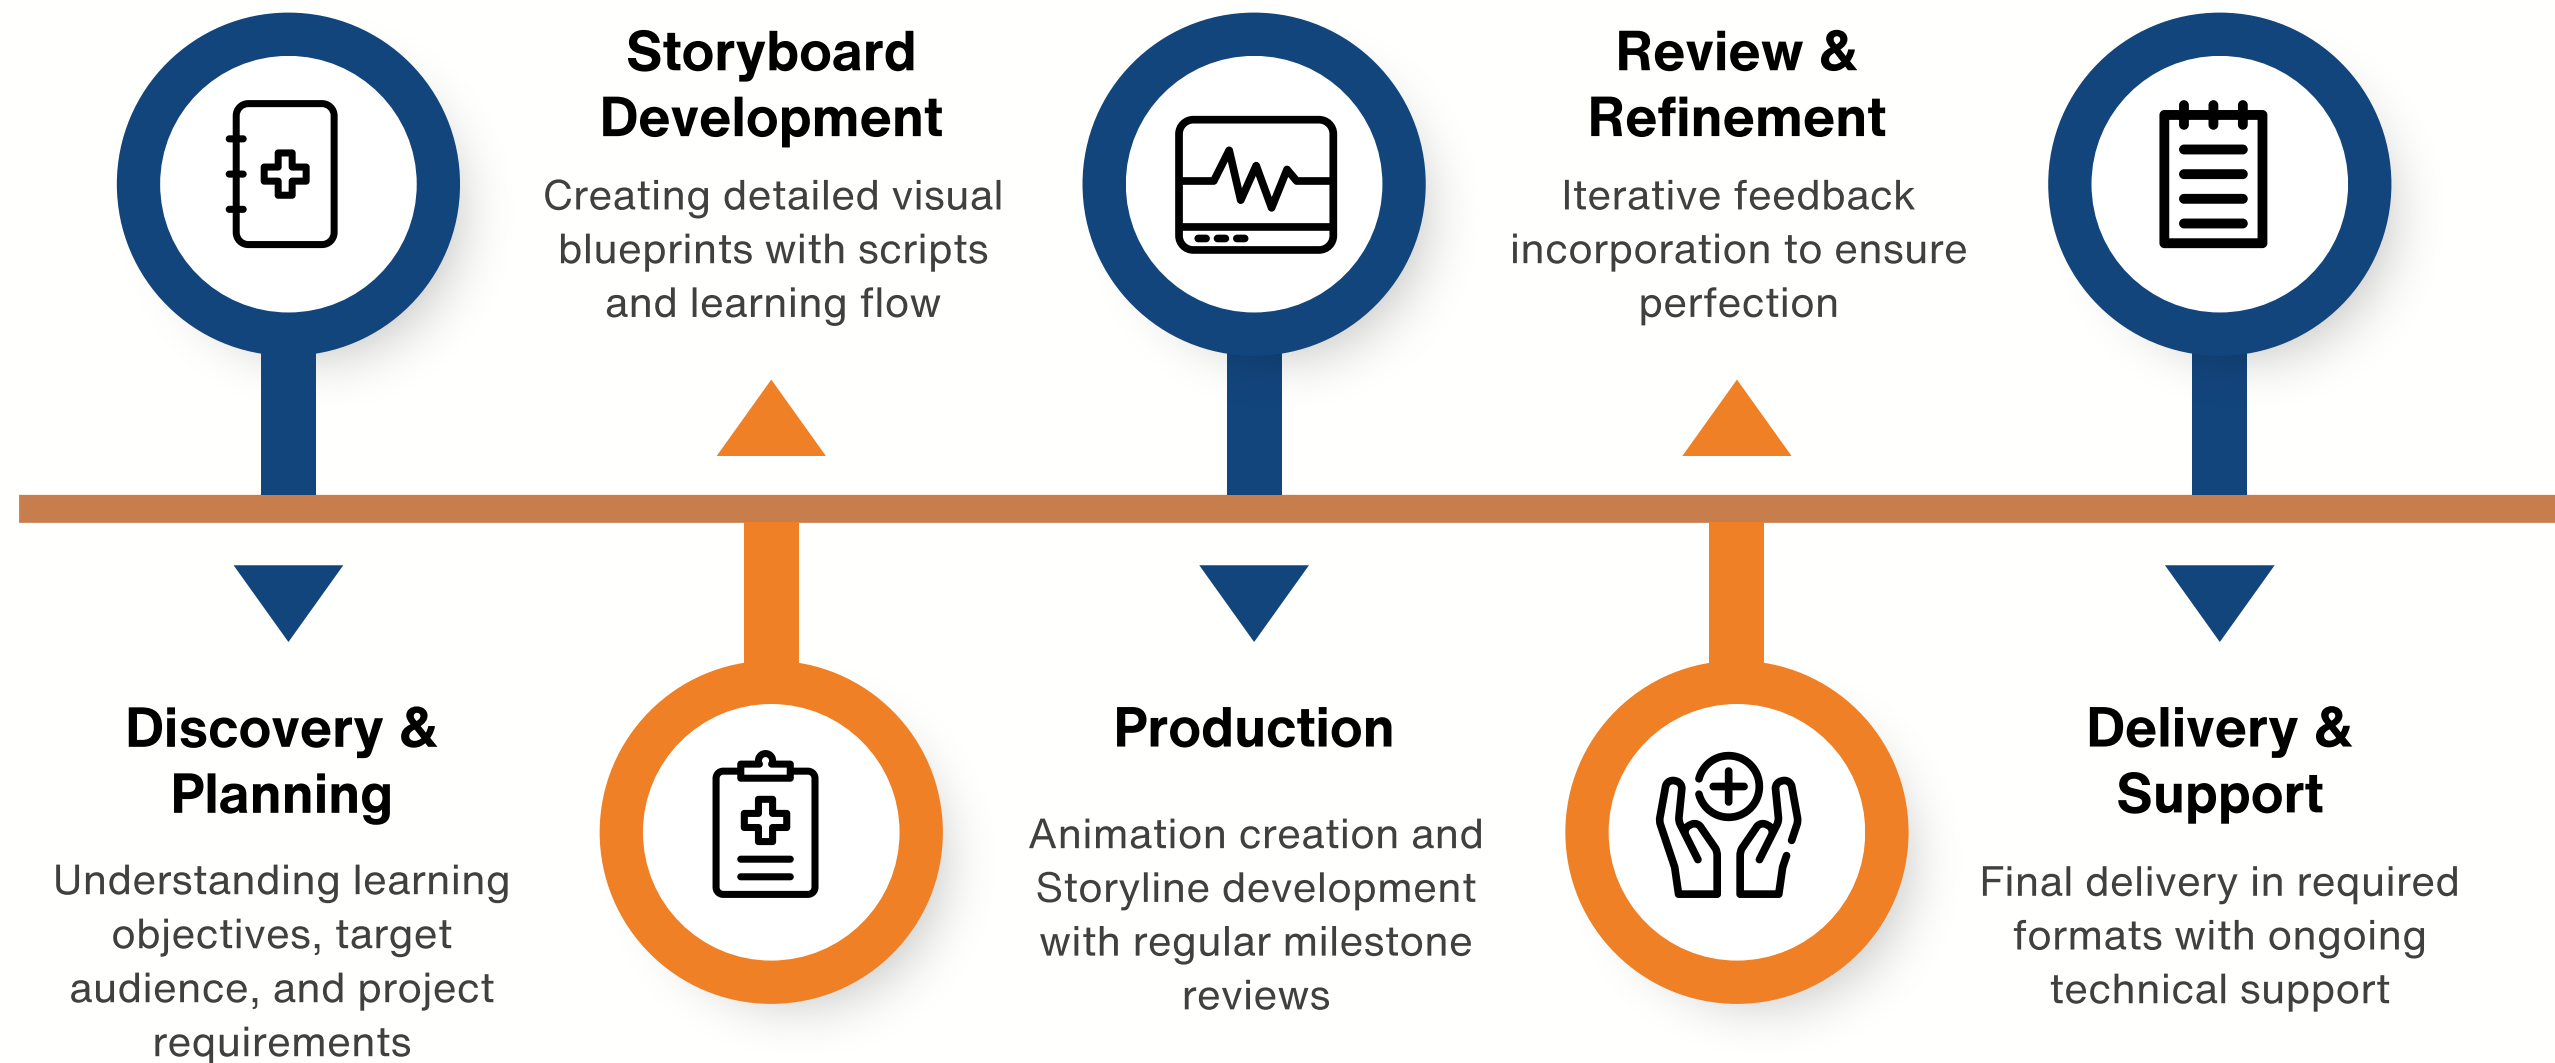 Discovery &
Planning
Understanding learning
objectives, target
audience, and project
requirements
Storyboard
Development
Creating detailed visual
blueprints with scripts
and learning flow
Production
Animation creation and
Storyline development
with regular milestone
reviews
Review &
Refinement
Iterative feedback
incorporation to ensure
perfection
Delivery &
Support
Final delivery in required
formats with ongoing
technical support